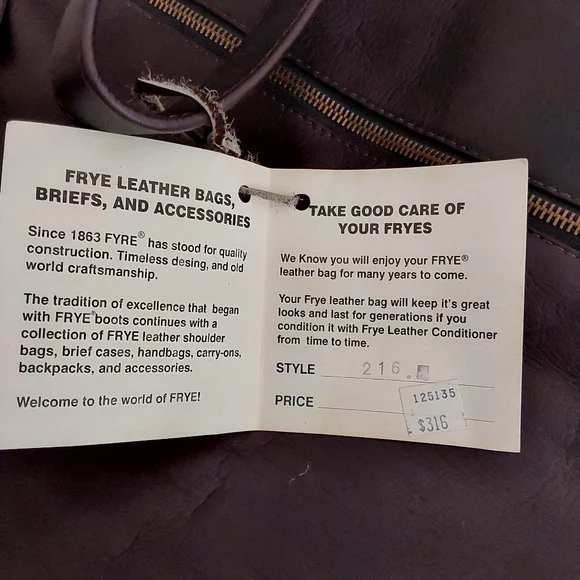 FRYE LEATHER BAGS,
BRIEFS, AND ACCESSORIES
Since 1863 FYRE® has stood for quality
construction. Timeless desing, and old
world craftsmanship.
The tradition of excellence that began
with FRYE®boots continues with a
collection of FRYE leather shoulder
bags, brief cases, handbags, carry-ons,
backpacks, and accessories.
Welcome to the world of FRYE!
TAKE GOOD CARE OF
YOUR FRYES
We Know you will enjoy your FRYE®
leather bag for many years to come.
Your Frye leather bag will keep it's great
looks and last for generations if you
condition it with Frye Leather Conditioner
from time to time.
STYLE 216.
PRICE
125135
$316